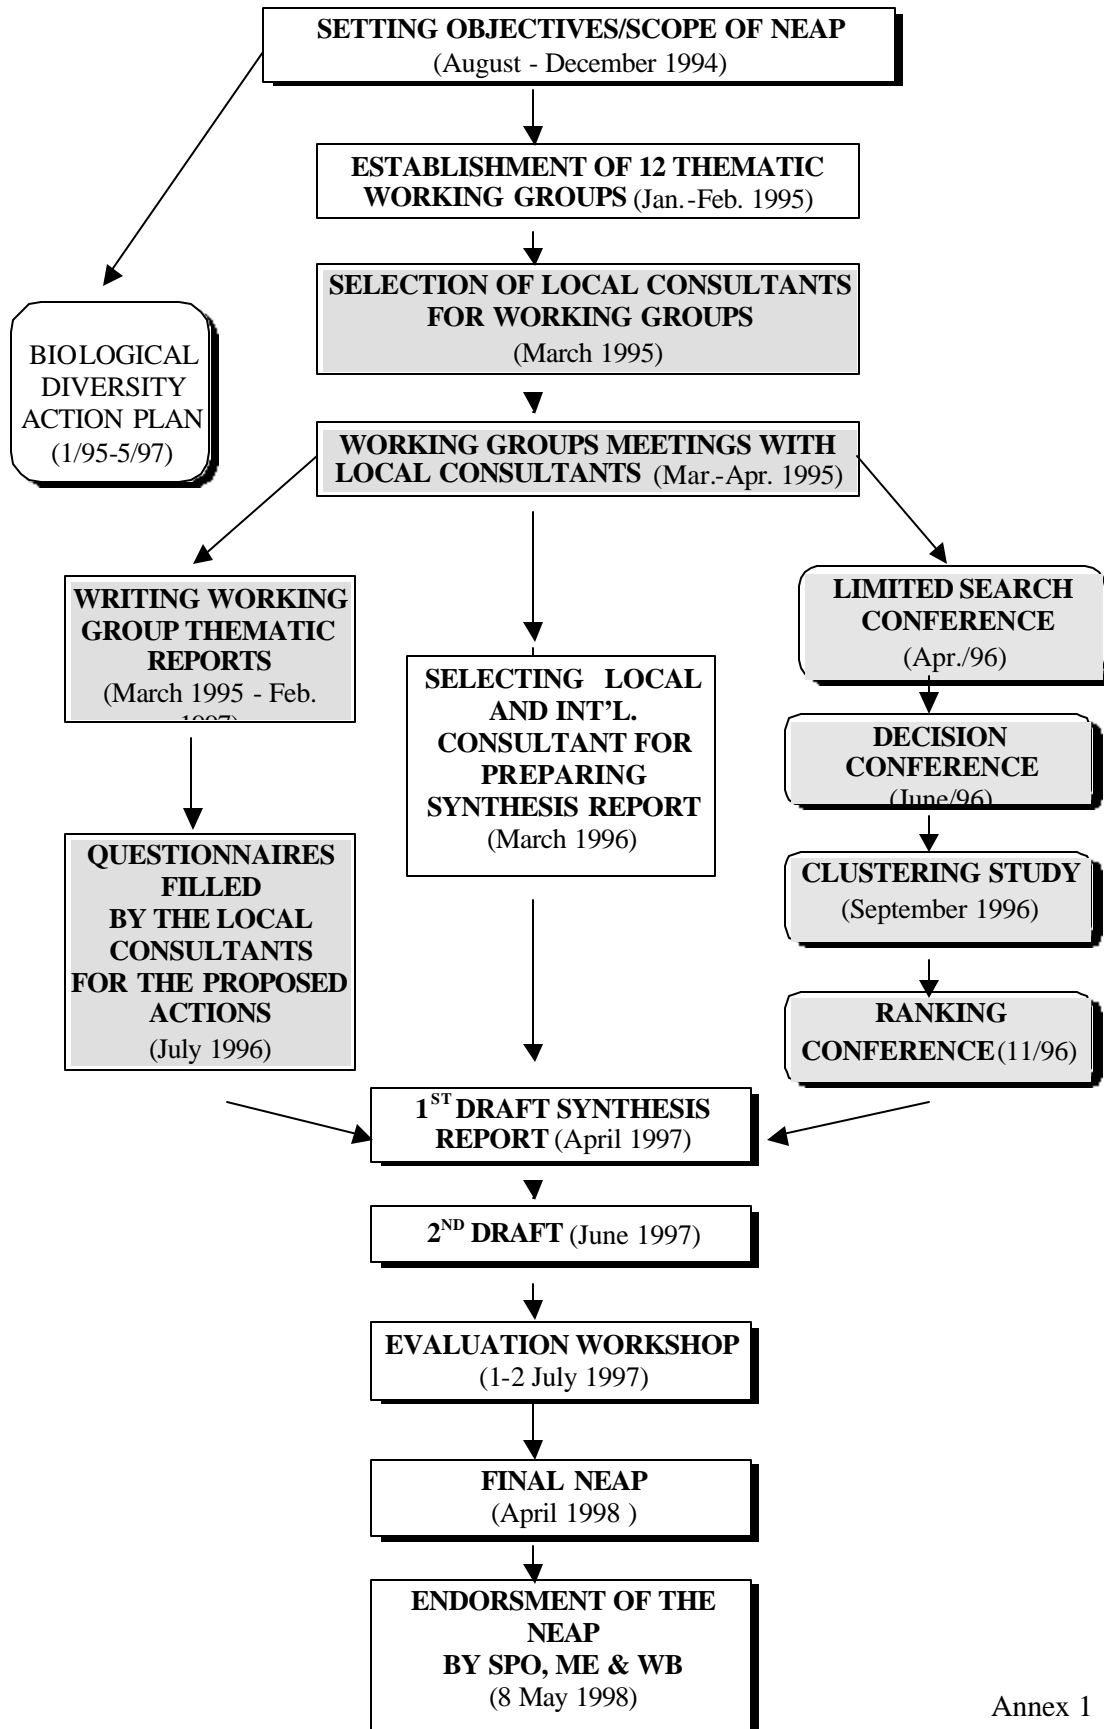 SETTING OBJECTIVES/SCOPE OF NEAP
(August - December 1994)
ESTABLISHMENT OF 12 THEMATIC
WORKING GROUPS (Jan.-Feb. 1995)
SELECTION OF LOCAL CONSULTANTS
FOR WORKING GROUPS
(March 1995)
BIOLOGICAL
DIVERSITY
ACTION PLAN
(1/95-5/97)
WORKING GROUPS MEETINGS WITH
LOCAL CONSULTANTS (Mar.-Apr. 1995)
WRITING WORKING
GROUP THEMATIC
REPORTS
(March 1995 - Feb.
1997)
QUESTIONNAIRES
FILLED
BY THE LOCAL
CONSULTANTS
FOR THE PROPOSED
ACTIONS
(July 1996)
SELECTING LOCAL
AND INT'L.
CONSULTANT FOR
PREPARING
SYNTHESIS REPORT
(March 1996)
LIMITED SEARCH
CONFERENCE
(Apr./96)
DECISION
CONFERENCE
(June/96)
CLUSTERING STUDY
(September 1996)
RANKING
CONFERENCE (11/96)
1ST DRAFT SYNTHESIS
REPORT (April 1997)
2ND DRAFT (June 1997)
EVALUATION WORKSHOP
(1-2 July 1997)
FINAL NEAP
(April 1998 )
ENDORSMENT OF THE
NEAP
BY SPO, ME & WB
(8 May 1998)
Annex 1